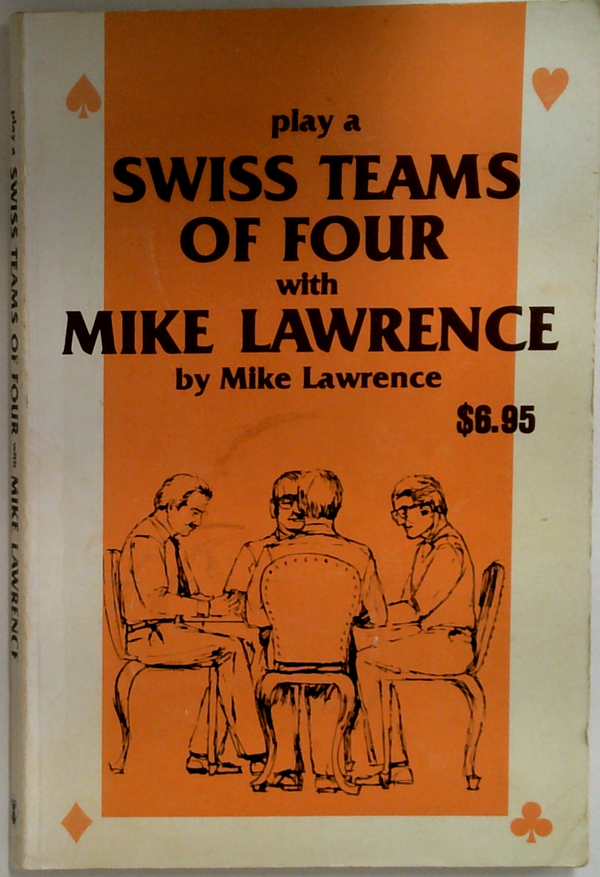 play a
SWISS TEAMS
OF FOUR
with
MIKE LAWRENCE
by Mike Lawrence
$6.95
play a SWISS TEAMS OF FOUR with MIKE LAWRENCE